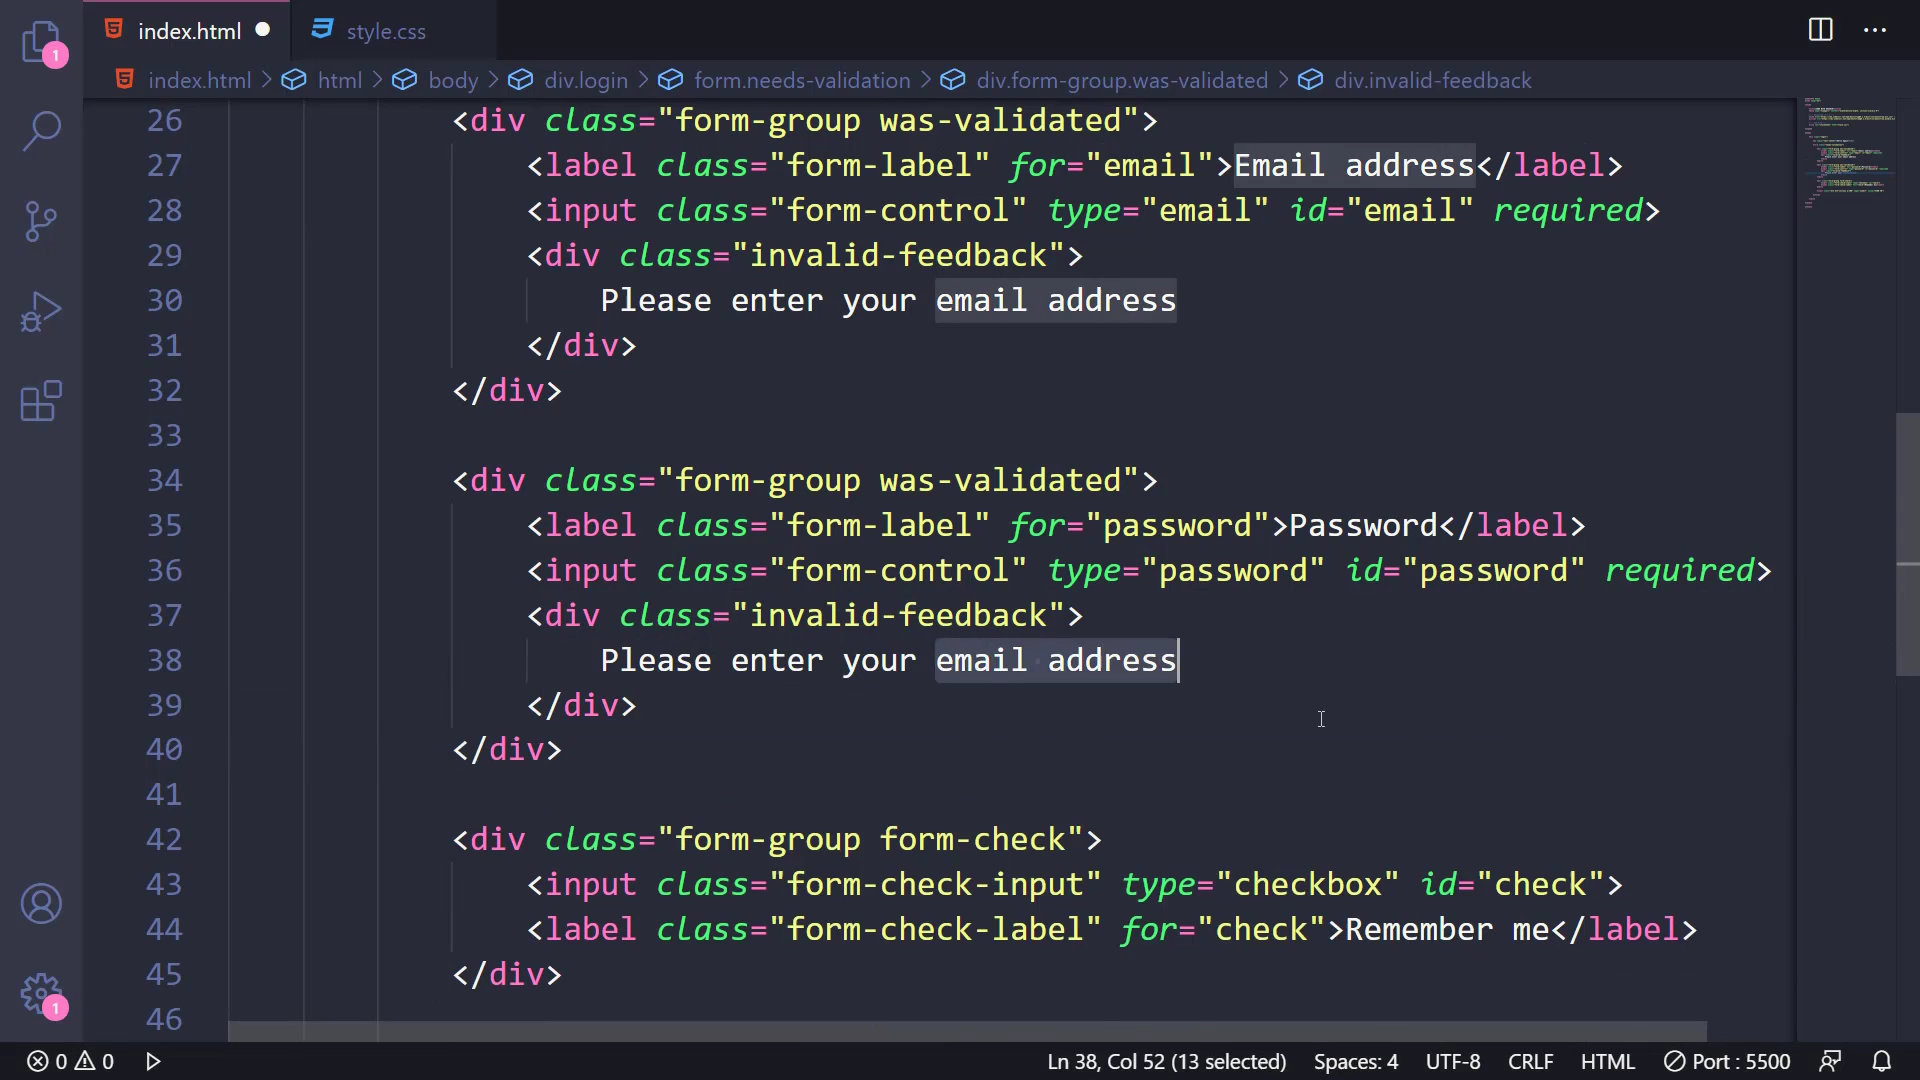 1
index.html
style.css
index.html > html > body > div.login > form.needs-validation > div.form-group.was-validated > div.invalid-feedback
26 <div class="form-group was-validated">
27 <label class="form-label" for="email">Email address</label>
28 <input class="form-control" type="email" id="email" required>
29 <div class="invalid-feedback">
30 Please enter your email address
31 </div>
32 </div>
33
34 <div class="form-group was-validated">
35 <label class="form-label" for="password">Password</label>
36 <input class="form-control" type="password" id="password" required>
37 <div class="invalid-feedback">
38 Please enter your email address
39 </div>
40 </div>
41
42 <div class="form-group form-check">
43 <input class="form-check-input" type="checkbox" id="check">
44 <label class="form-check-label" for="check">Remember me</label>
45 </div>
46
1
0 0 Ln 38, Col 52 (13 selected) Spaces: 4 UTF-8 CRLF HTML Port : 5500